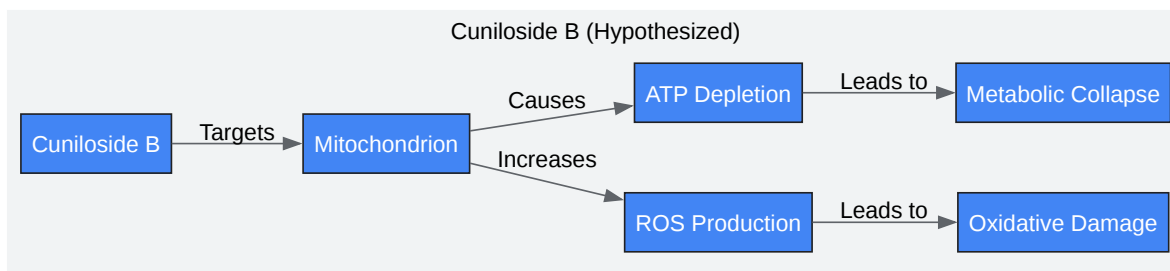 Cuniloside B (Hypothesized)
Cuniloside B
Targets
Mitochondrion
Causes
ATP Depletion
Leads to
Metabolic Collapse
Increases
ROS Production
Leads to
Oxidative Damage